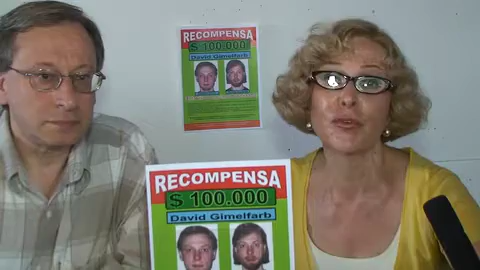 RECOMPENSA
$ 100.000
David Gimelfarb
RECOMPENSA
$ 100.000
David Gimelfarb